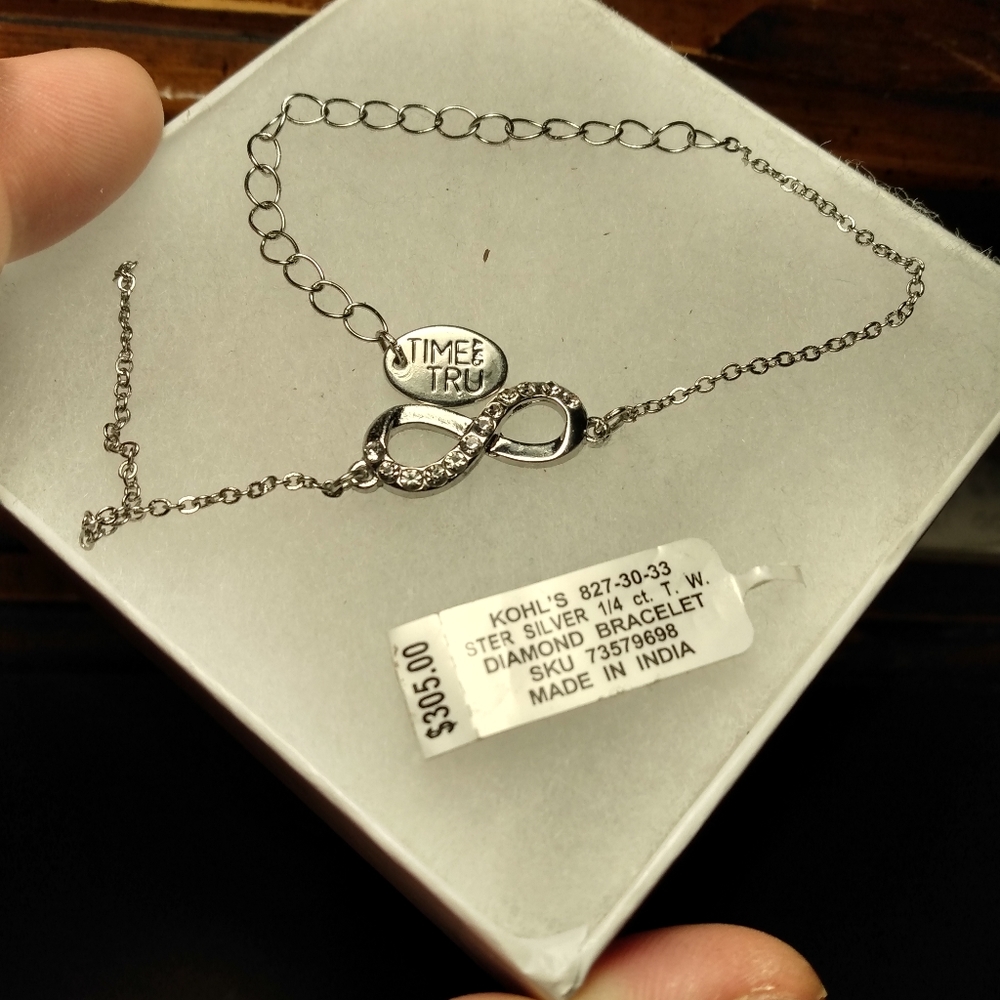 TIME &
TRU
KOHL'S 827-30-33
STER SILVER 1/4 ct. T. W.
DIAMOND BRACELET
SKU 73579698
MADE IN INDIA
$305.00